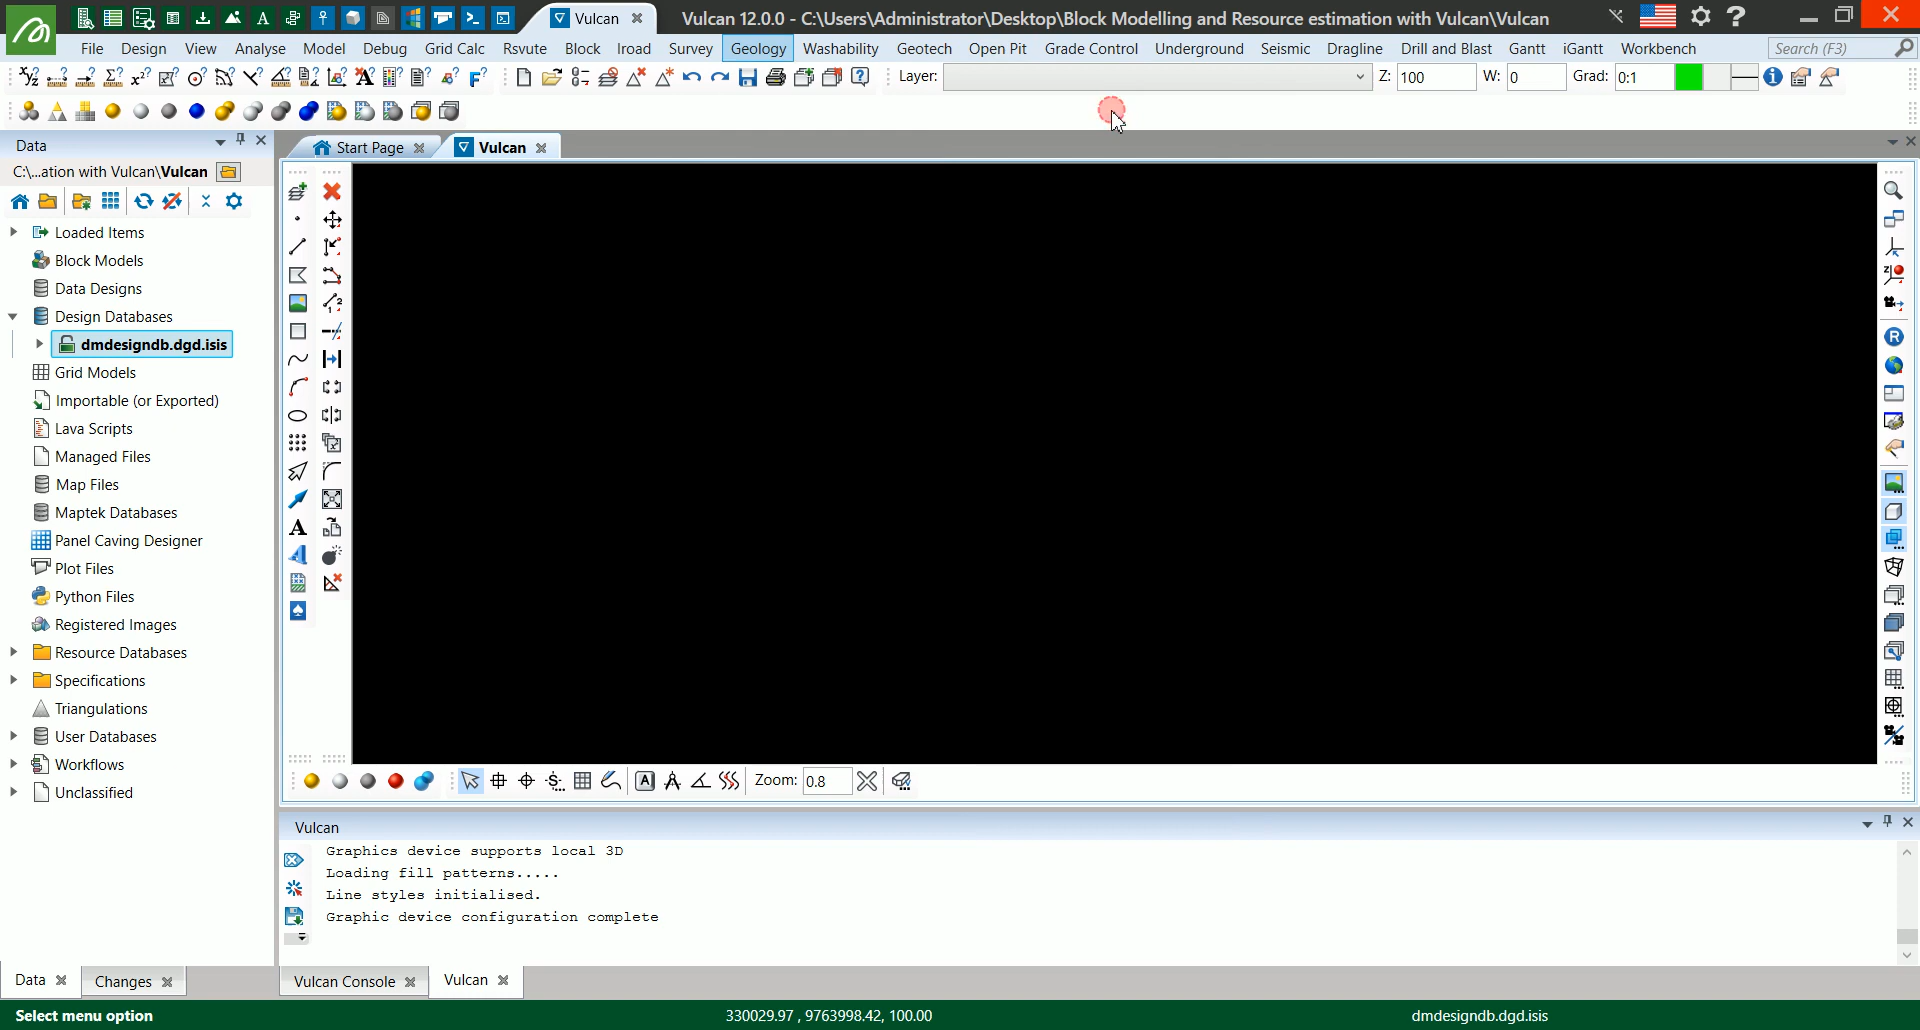 Vulcan
Vulcan 12.0.0 - C:\Users\Administrator\Desktop\Block Modelling and Resource estimation with Vulcan\Vulcan
File Design View Analyse Model Debug Grid Calc Rsvute Block Iroad Survey Geology Washability Geotech Open Pit Grade Control Underground Seismic Dragline Drill and Blast Gantt iGantt Workbench Search (F3)
Layer: Z: 100 W: 0 Grad: 0:1
Data
C:\...ation with Vulcan\Vulcan
Start Page
Vulcan
Loaded Items
Block Models
Data Designs
Design Databases
dmdesigndb.dgd.isis
Grid Models
Importable (or Exported)
Lava Scripts
Managed Files
Map Files
Maptek Databases
Panel Caving Designer
Plot Files
Python Files
Registered Images
Resource Databases
Specifications
Triangulations
User Databases
Workflows
Unclassified
Zoom: 0.8
Vulcan
Graphics device supports local 3D
Loading fill patterns.....
Line styles initialised.
Graphic device configuration complete
Data Changes Vulcan Console Vulcan
Select menu option 330029.97 , 9763998.42, 100.00 dmdesigndb.dgd.isis